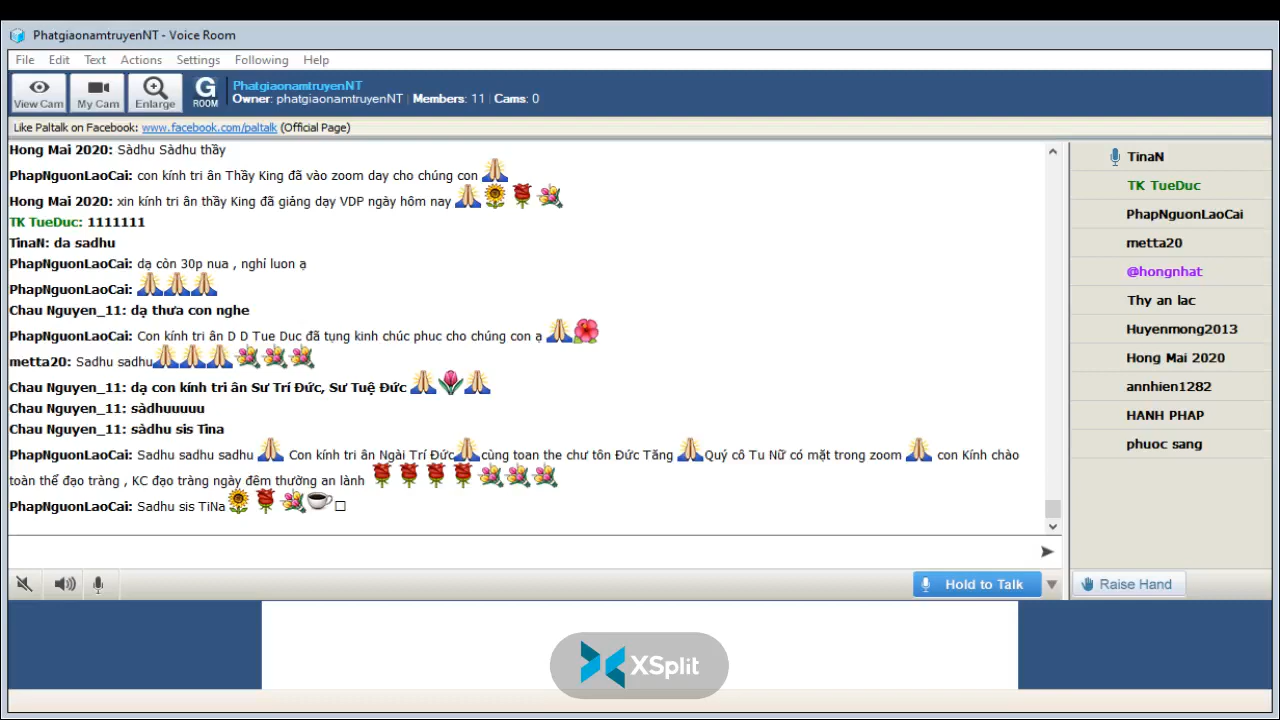 PhatgiaonamtruyenNT - Voice Room
File Edit Text Actions Settings Following Help
View Cam My Cam Enlarge G ROOM
PhatgiaonamtruyenNT
Owner: phatgiaonamtruyenNT Members: 11 Cams: 0
Like Paltalk on Facebook: www.facebook.com/paltalk (Official Page)
Hong Mai 2020: Sàdhu Sàdhu thầy
PhapNguonLaoCai: con kính tri ân Thầy King đã vào zoom day cho chúng con
Hong Mai 2020: xin kính tri ân thầy King đã giảng dạy VDP ngày hôm nay
TK TueDuc: 1111111
TinaN: da sadhu
PhapNguonLaoCai: dạ còn 30p nua , nghỉ luon ạ
PhapNguonLaoCai:
Chau Nguyen_11: dạ thưa con nghe
PhapNguonLaoCai: Con kính tri ân D D Tue Duc đã tụng kinh chúc phuc cho chúng con ạ
metta20: Sadhu sadhu
Chau Nguyen_11: dạ con kính tri ân Sư Trí Đức, Sư Tuệ Đức
Chau Nguyen_11: sàdhuuuuu
Chau Nguyen_11: sàdhu sis Tina
PhapNguonLaoCai: Sadhu sadhu sadhu Con kính tri ân Ngài Trí Đức cùng toan the chư tôn Đức Tăng Quý cô Tu Nữ có mặt trong zoom con Kính chào
toàn thể đạo tràng , KC đạo tràng ngày đêm thường an lành
PhapNguonLaoCai: Sadhu sis TiNa
TinaN
TK TueDuc
PhapNguonLaoCai
metta20
@hongnhat
Thy an lac
Huyenmong2013
Hong Mai 2020
annhien1282
HANH PHAP
phuoc sang
Hold to Talk
Raise Hand
XSplit